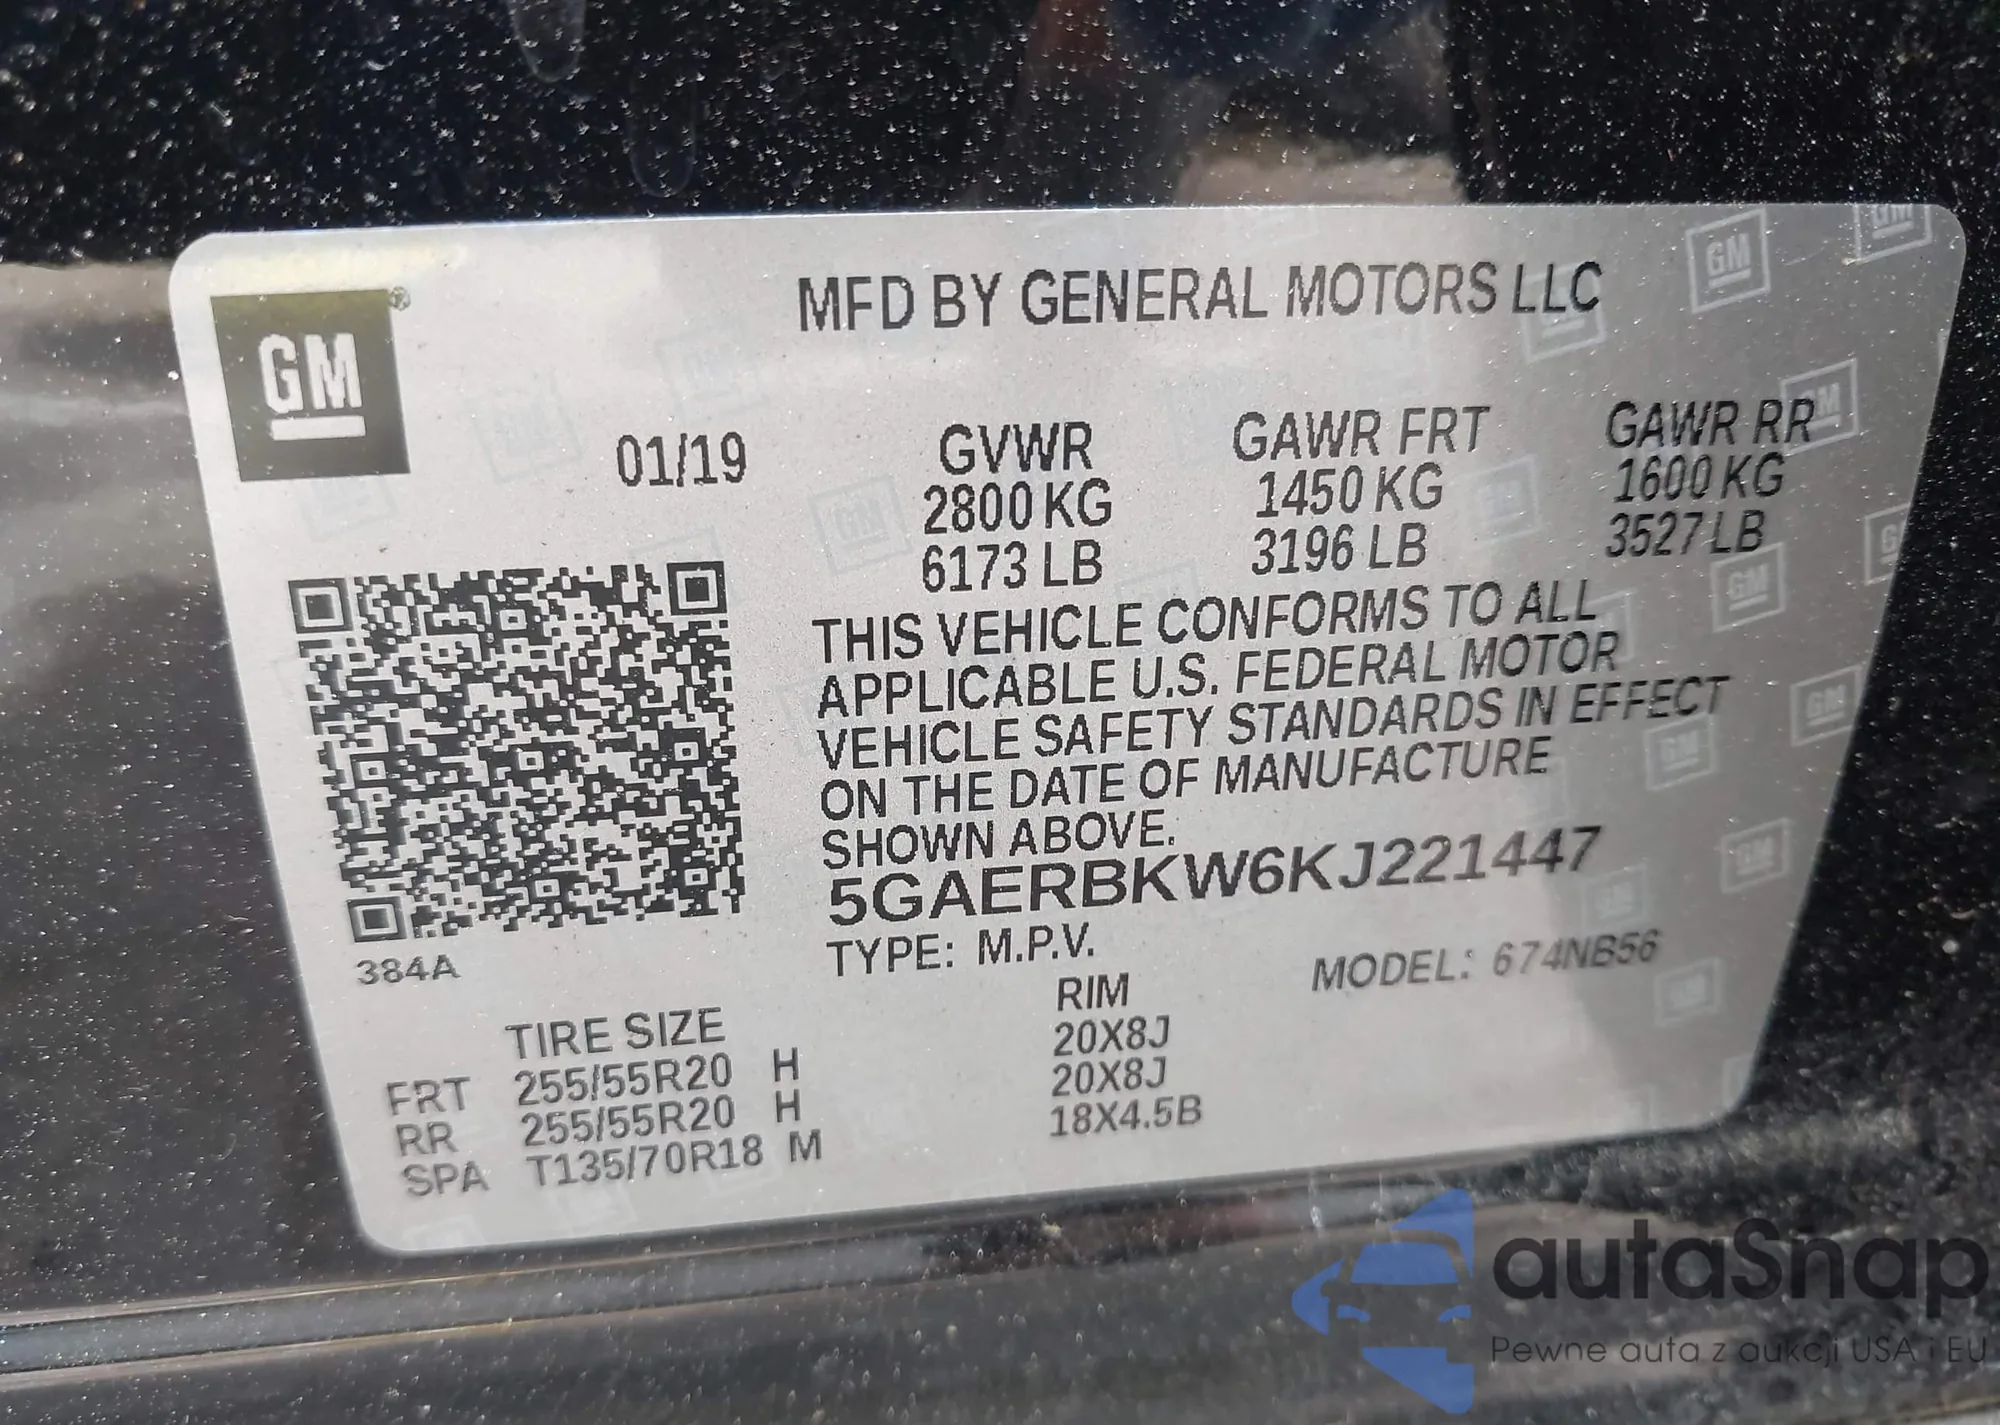 MFD BY GENERAL MOTORS LLC
GM
®
01/19
GVWR
2800 KG
6173 LB
GAWR FRT
1450 KG
3196 LB
GAWR RR
1600 KG
3527 LB
THIS VEHICLE CONFORMS TO ALL
APPLICABLE U.S. FEDERAL MOTOR
VEHICLE SAFETY STANDARDS IN EFFECT
ON THE DATE OF MANUFACTURE
SHOWN ABOVE.
5GAERBKW6KJ221447
TYPE: M.P.V.
MODEL: 674NB56
384A
TIRE SIZE RIM
FRT 255/55R20 H 20X8J
RR 255/55R20 H 20X8J
SPA T135/70R18 M 18X4.5B
autaSnap
Pewne auta z aukcji USA i EU